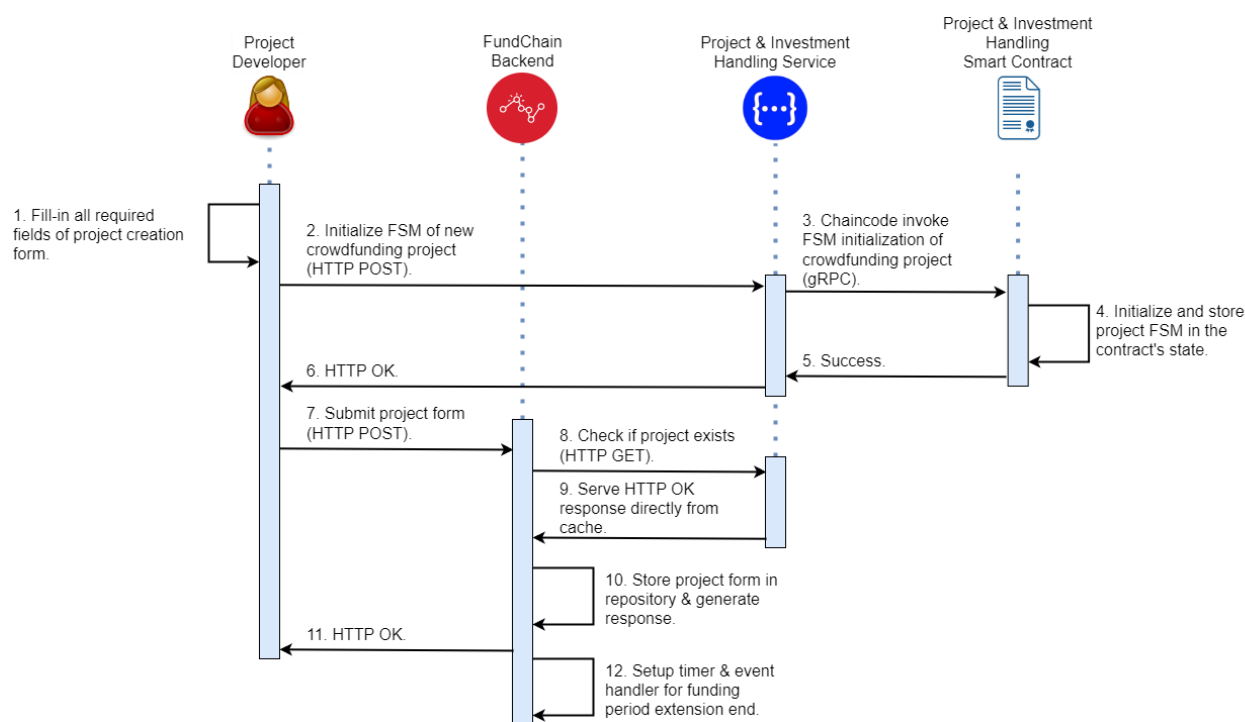 Project
Developer
FundChain
Backend
Project & Investment
Handling Service
Project & Investment
Handling
Smart Contract
{...}
1. Fill-in all required
fields of project creation
form.
2. Initialize FSM of new
crowdfunding project
(HTTP POST).
3. Chaincode invoke
FSM initialization of
crowdfunding project
(gRPC).
4. Initialize and store
project FSM in the
contract's state.
5. Success.
6. HTTP OK.
7. Submit project form
(HTTP POST).
8. Check if project exists
(HTTP GET).
9. Serve HTTP OK
response directly from
cache.
10. Store project form in
repository & generate
response.
11. HTTP OK.
12. Setup timer & event
handler for funding
period extension end.